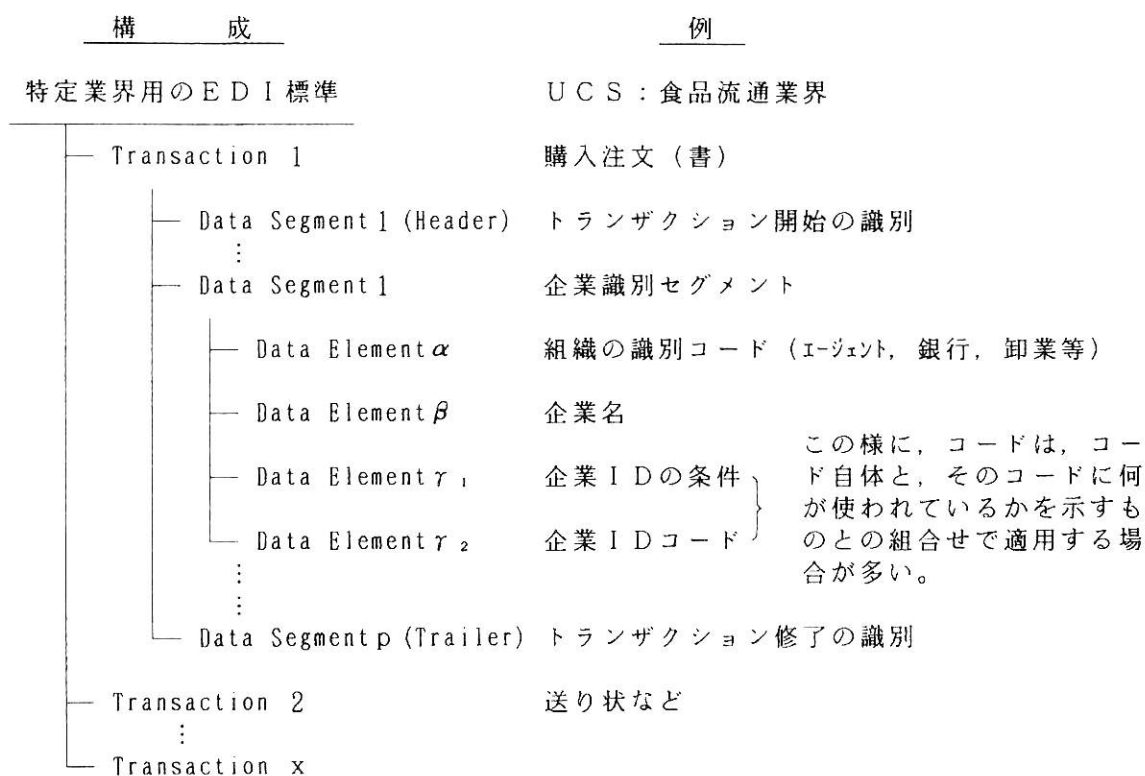 構　　成　　　例
特定業界用のＥＤＩ標準　　ＵＣＳ：食品流通業界
Transaction 1　　購入注文（書）
Data Segment1 (Header)　トランザクション開始の識別
⋮
Data Segment1　　企業識別セグメント
Data Element α　　組織の識別コード（ｴｰｼﾞｪﾝﾄ，銀行，卸業等）
Data Element β　　企業名
Data Element γ₁　　企業ＩＤの条件
Data Element γ₂　　企業ＩＤコード
この様に，コードは，コー
ド自体と，そのコードに何
が使われているかを示すも
のとの組合せで適用する場
合が多い。
⋮
⋮
Data Segment p (Trailer)　トランザクション修了の識別
Transaction 2　　送り状など
⋮
Transaction x